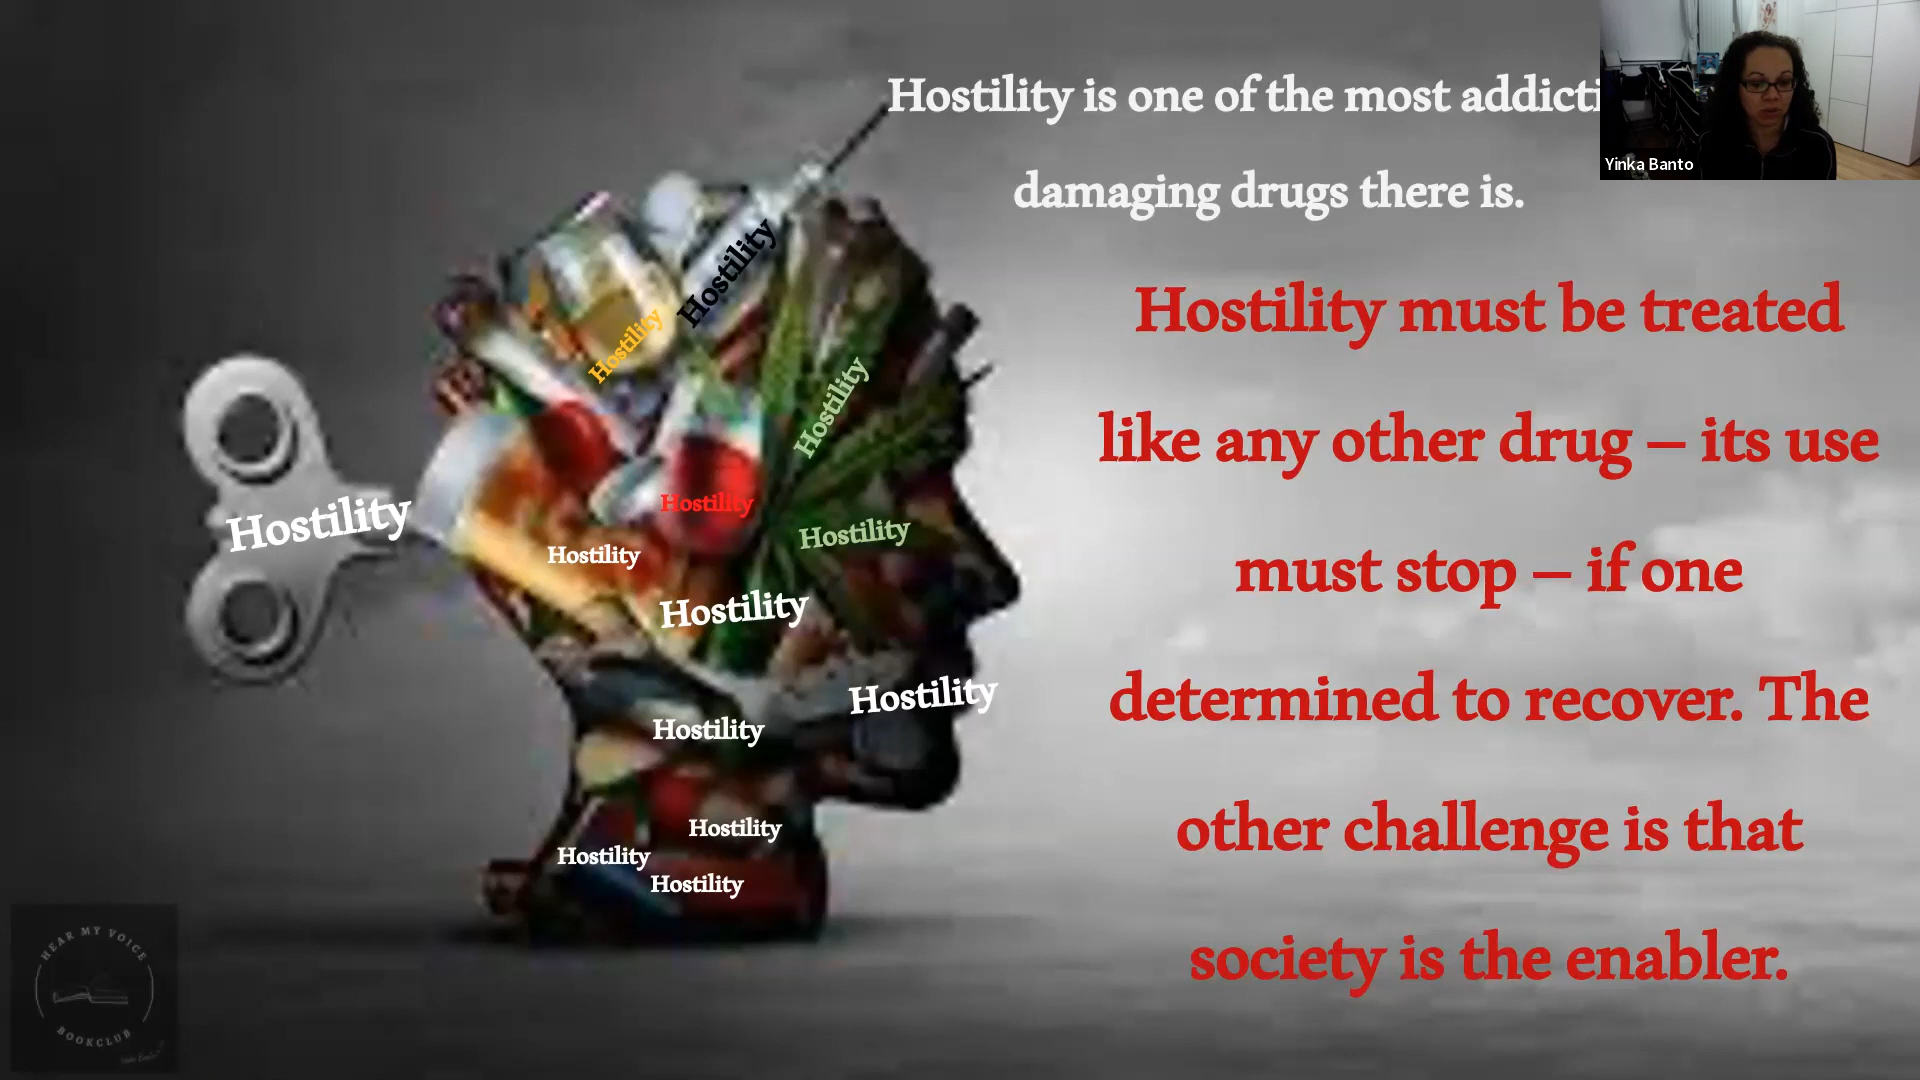 Hostility is one of the most addicti
damaging drugs there is.
Yinka Banto
Hostility must be treated
like any other drug – its use
must stop – if one
determined to recover. The
other challenge is that
society is the enabler.
Hostility
Hostility
Hostility
Hostility
Hostility
Hostility
Hostility
Hostility
Hostility
Hostility
Hostility
Hostility
Hostility
HEAR MY VOICE
BOOKCLUB